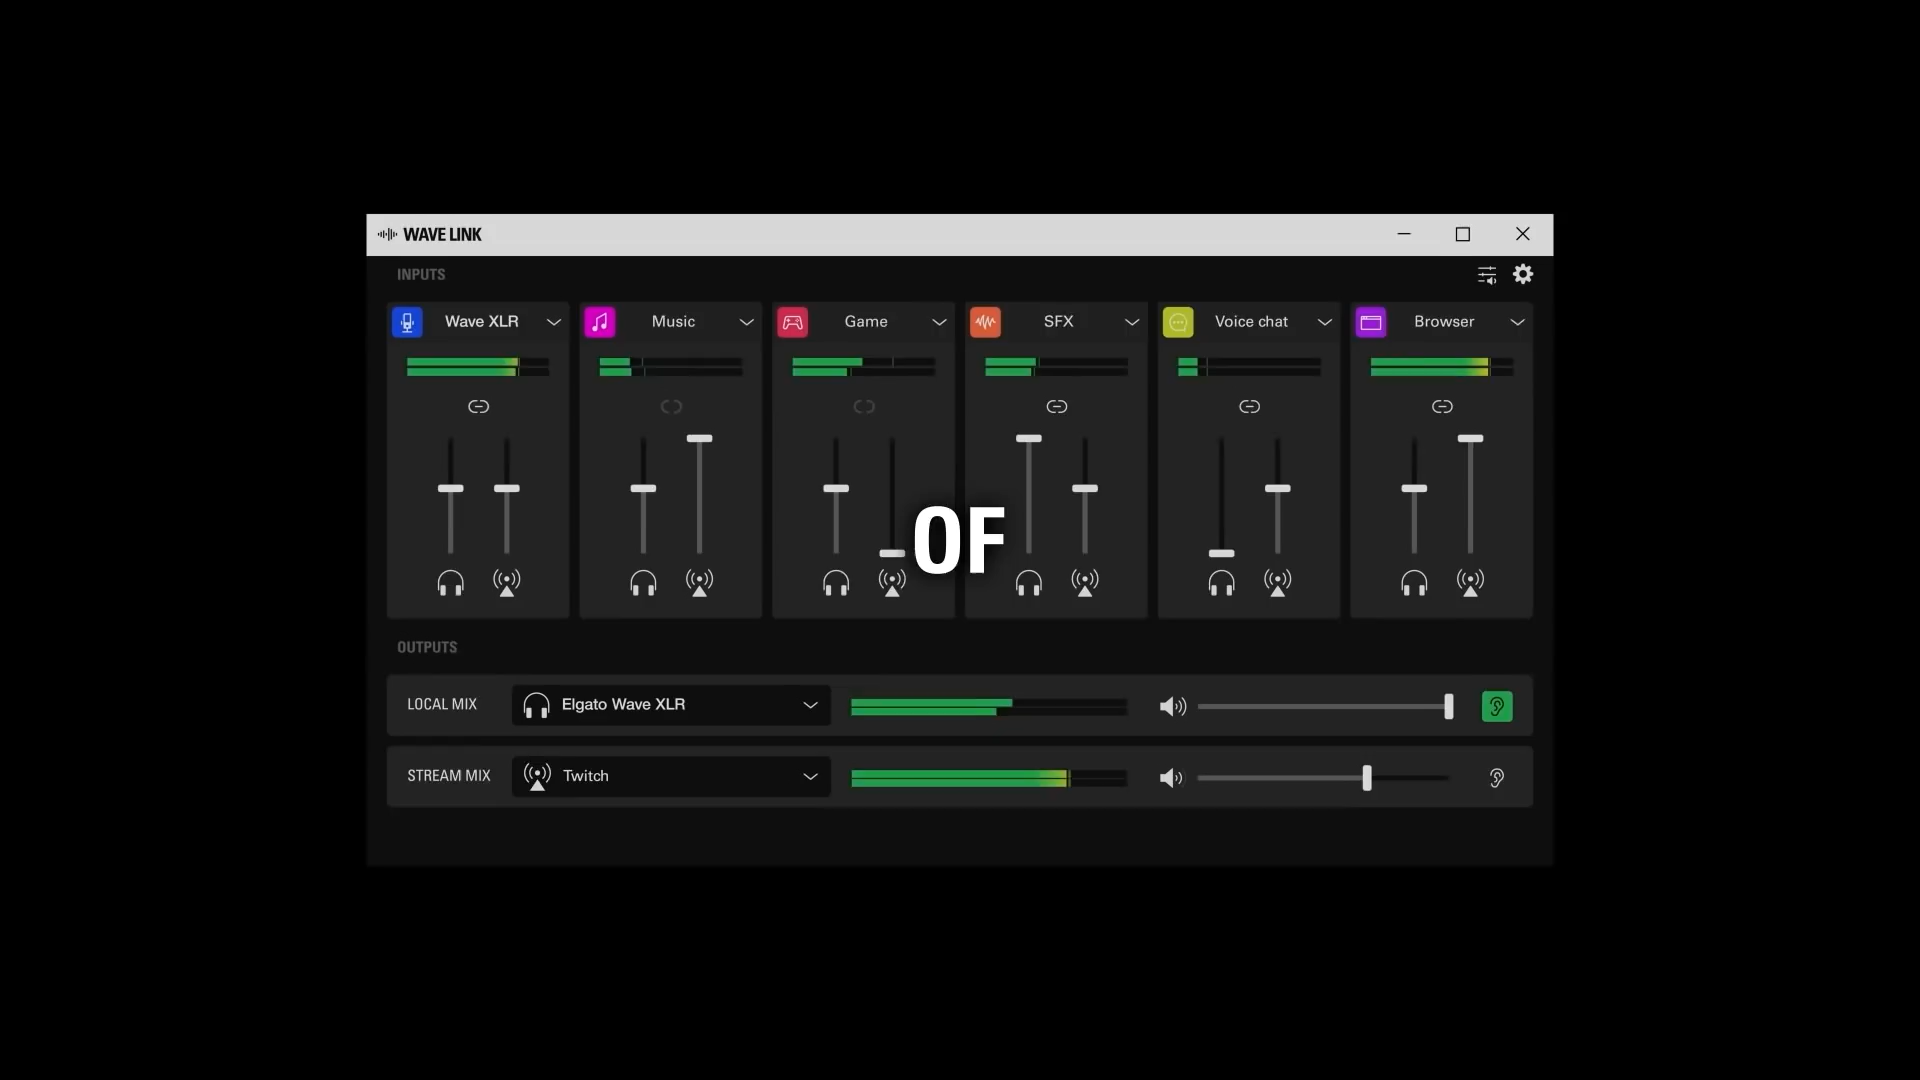 WAVE LINK
INPUTS
Wave XLR
Music
Game
SFX
Voice chat
Browser
OF
OUTPUTS
LOCAL MIX
Elgato Wave XLR
STREAM MIX
Twitch